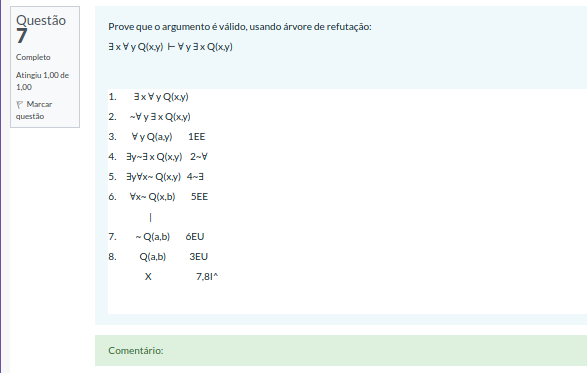 Questão
7
Completo
Atingiu 1,00 de
1,00
Marcar
questão
Prove que o argumento é válido, usando árvore de refutação:
∃x∀y Q(x,y) ⊢ ∀y∃x Q(x,y)
1. ∃x∀y Q(x,y)
2. ~∀y∃x Q(x,y)
3. ∀y Q(a,y) 1EE
4. ∃y~∃x Q(x,y) 2~∀
5. ∃y∀x~ Q(x,y) 4~∃
6. ∀x~ Q(x,b) 5EE
|
7. ~ Q(a,b) 6EU
8. Q(a,b) 3EU
X 7,8I^
Comentário: